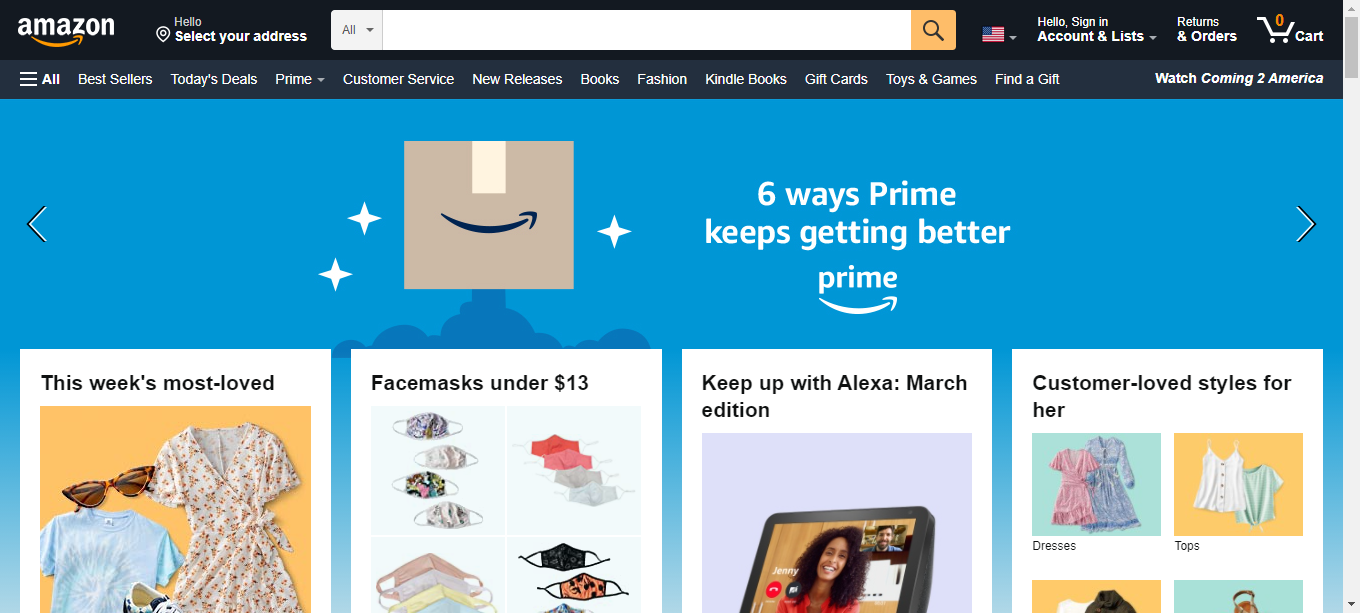 amazon
Hello
Select your address
All
Hello, Sign in
Account & Lists
Returns
& Orders
0
Cart
All
Best Sellers
Today's Deals
Prime
Customer Service
New Releases
Books
Fashion
Kindle Books
Gift Cards
Toys & Games
Find a Gift
Watch Coming 2 America
6 ways Prime
keeps getting better
prime
This week's most-loved
Facemasks under $13
Keep up with Alexa: March
edition
Jenny
Customer-loved styles for
her
Dresses
Tops